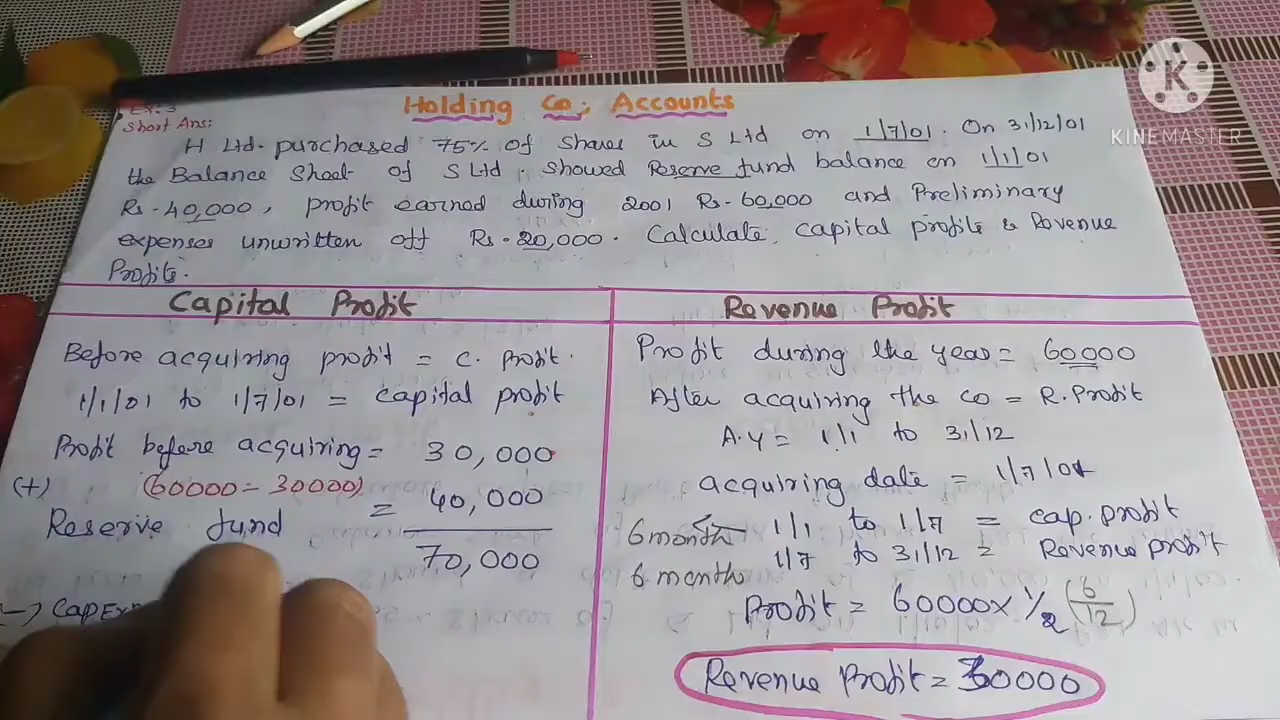 Holding Co; Accounts
Ex:3
Short Ans:
H Ltd. purchased 75% of Shares in S Ltd on 1/7/01. On 31/12/01
the Balance Sheet of S Ltd. Showed Reserve fund balance on 1/1/01
Rs-40,000, profit earned during 2001 Rs-60,000 and Preliminary
expenses unwritten off Rs-20,000. Calculate, Capital profits & Revenue
Profits.
KINEMASTER
Capital Profit
Before acquiring profit = C. Profit.
1/1/01 to 1/7/01 = Capital profit
Profit before acquiring = 30,000
(+) (60000-30000)
Reserve fund = 40,000
70,000
(-) CapEx
Revenue Profit
Profit during the year = 60000
After acquiring the co = R. Profit
A.Y = 1/1 to 31/12
acquiring date = 1/7/01
6 month 1/1 to 1/7 = Cap. profit
6 month 1/7 to 31/12 = Revenue profit
Profit = 60000 x 1/2 (6/12)
Revenue Profit = 30000